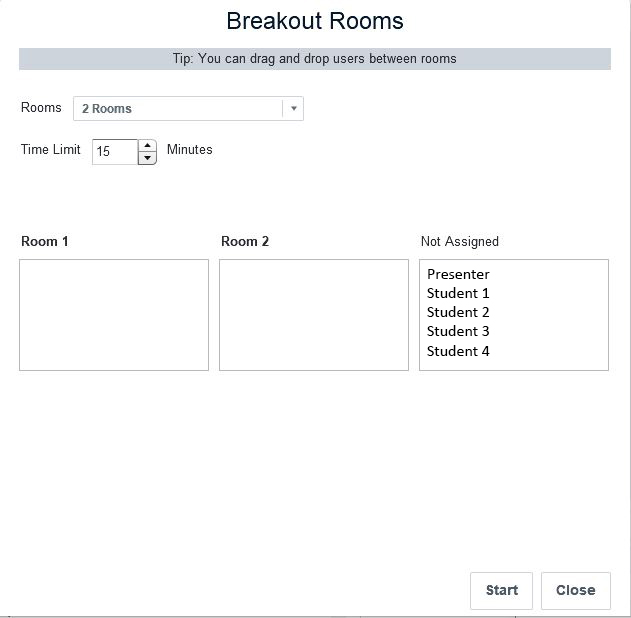 Breakout Rooms
Tip: You can drag and drop users between rooms
Rooms 2 Rooms
Time Limit 15 Minutes
Room 1 Room 2 Not Assigned
Presenter
Student 1
Student 2
Student 3
Student 4
Start Close